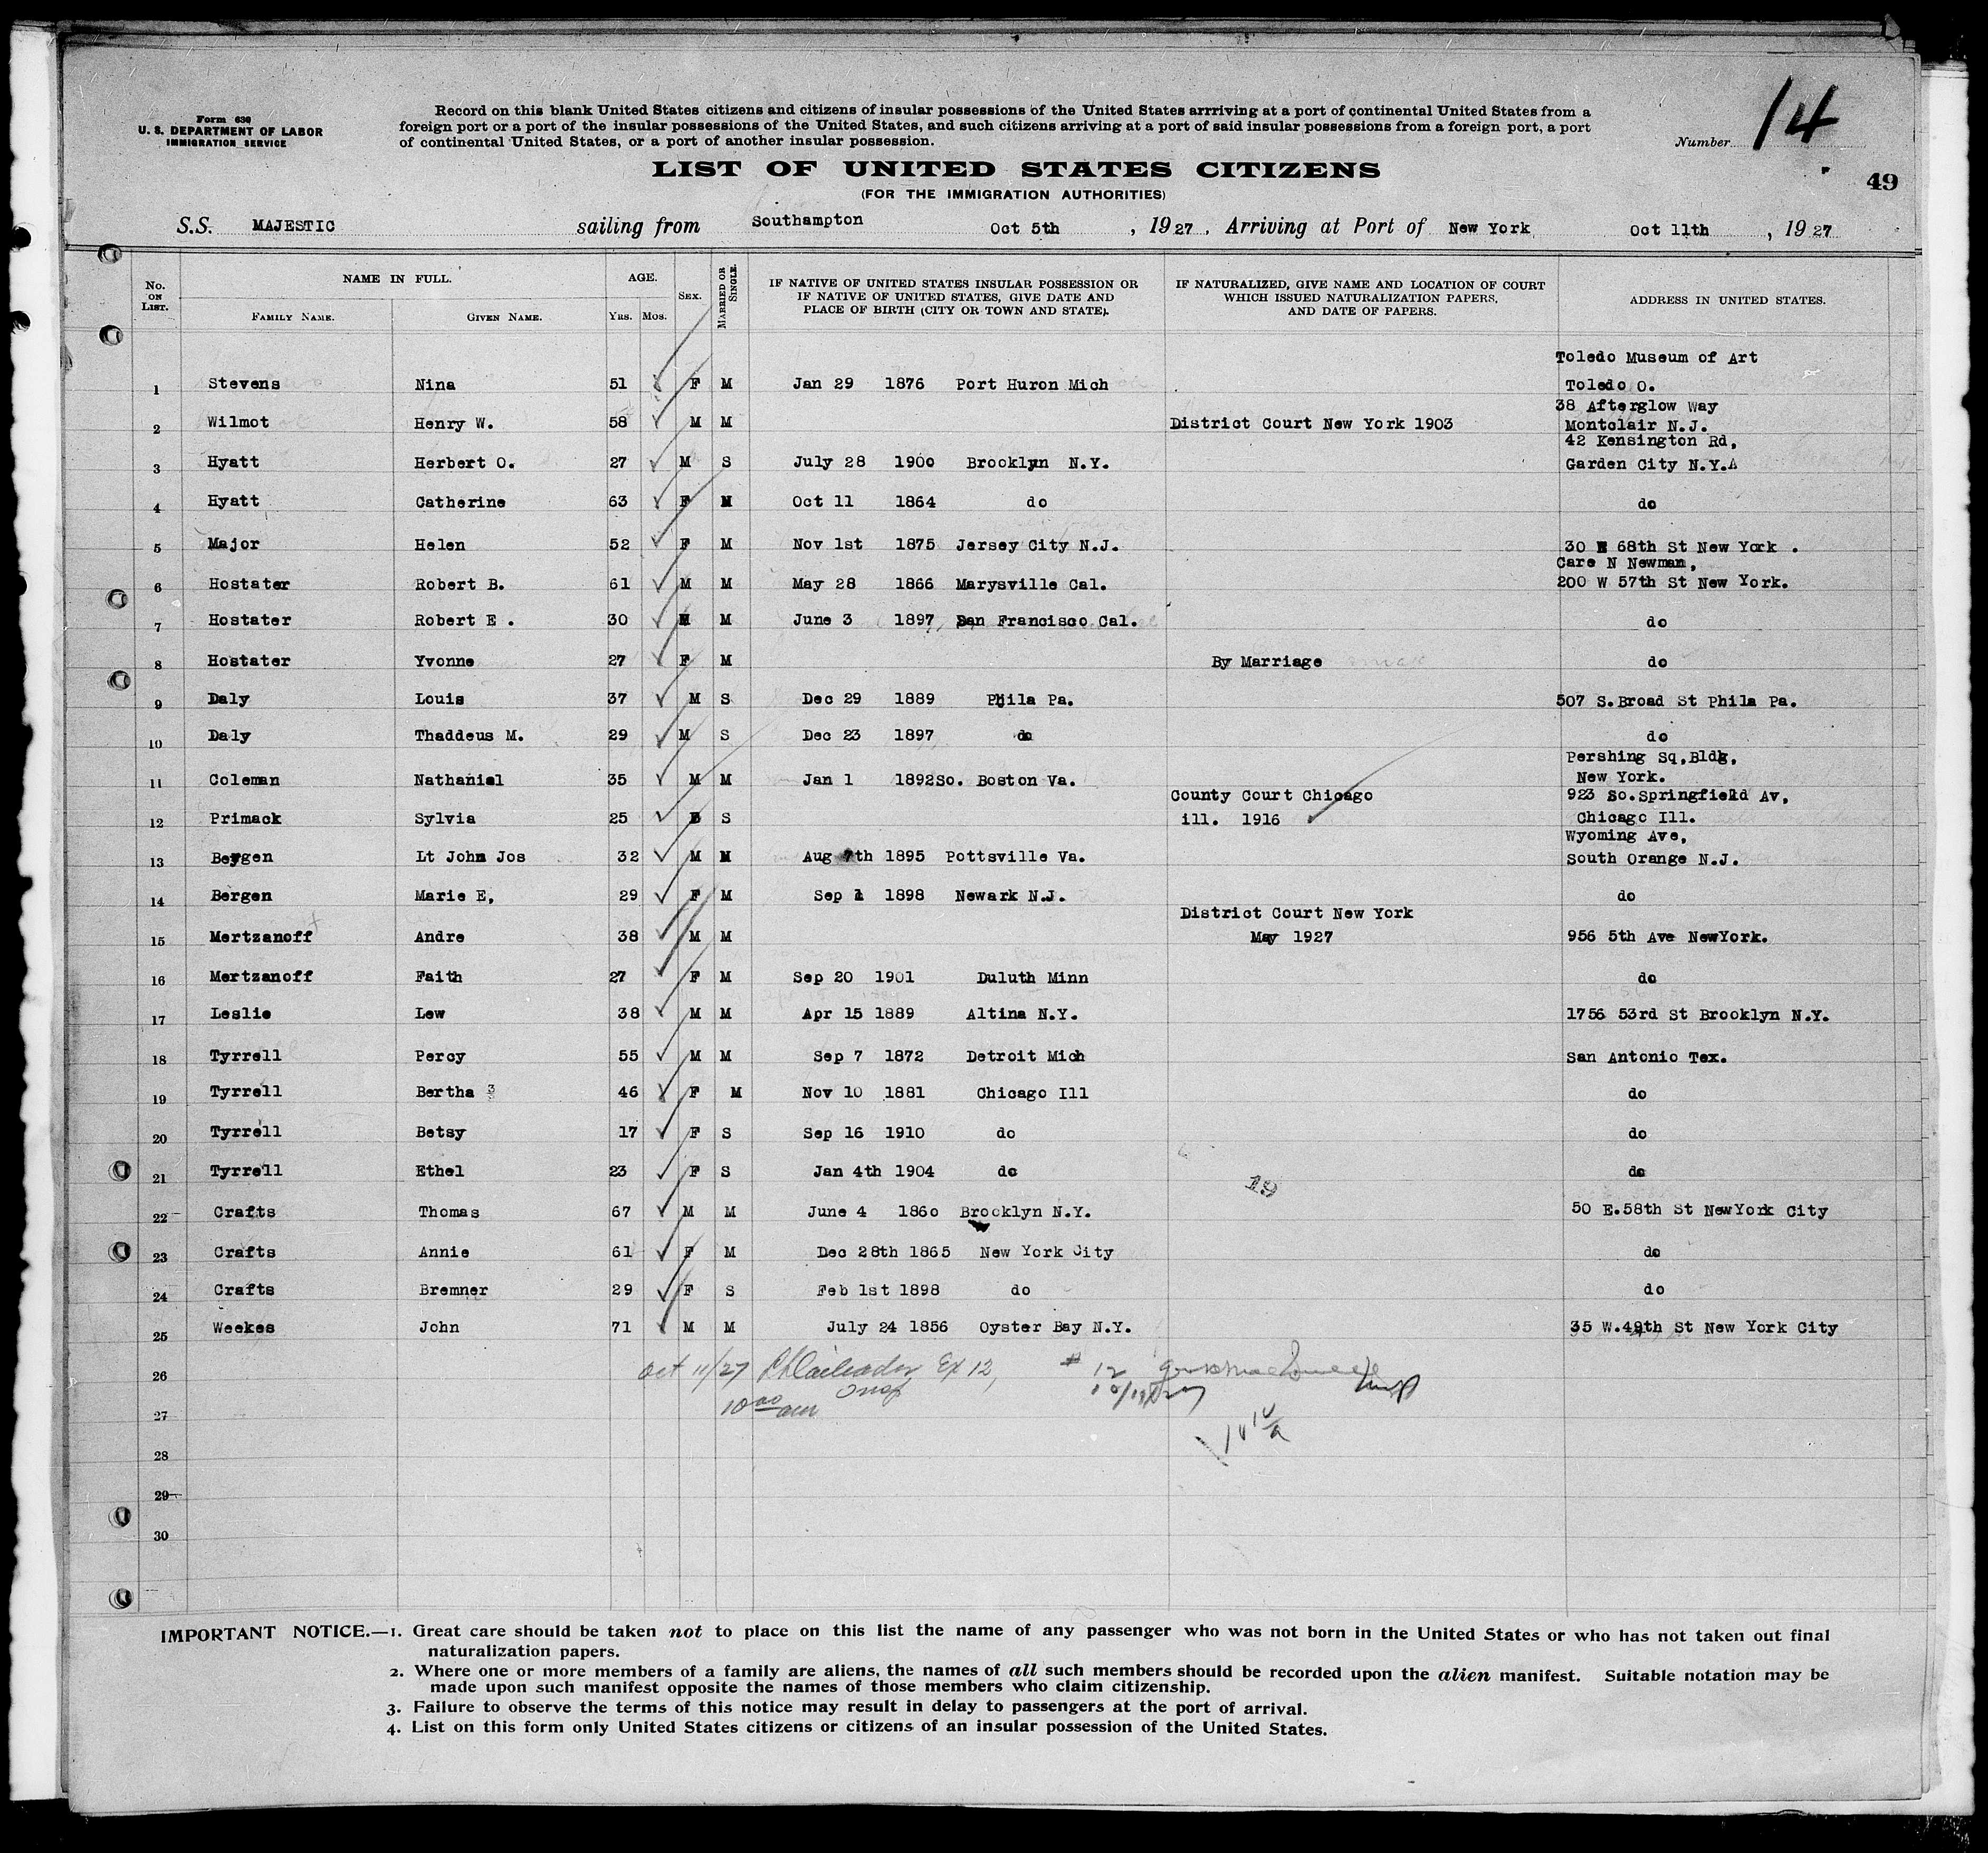 Form 630
U. S. DEPARTMENT OF LABOR
IMMIGRATION SERVICE
Record on this blank United States citizens and citizens of insular possessions of the United States arrriving at a port of continental United States from a
foreign port or a port of the insular possessions of the United States, and such citizens arriving at a port of said insular possessions from a foreign port, a port
of continental United States, or a port of another insular possession.
Number 14
LIST OF UNITED STATES CITIZENS
(FOR THE IMMIGRATION AUTHORITIES)
49
S.S. MAJESTIC sailing from Southampton Oct 5th , 1927 , Arriving at Port of New York Oct 11th , 1927
No. ON LIST. NAME IN FULL. AGE. SEX. MARRIED OR SINGLE. IF NATIVE OF UNITED STATES INSULAR POSSESSION OR IF NATIVE OF UNITED STATES, GIVE DATE AND PLACE OF BIRTH (CITY OR TOWN AND STATE). IF NATURALIZED, GIVE NAME AND LOCATION OF COURT WHICH ISSUED NATURALIZATION PAPERS, AND DATE OF PAPERS. ADDRESS IN UNITED STATES.
FAMILY NAME. GIVEN NAME. YRS. MOS.
Toledo Museum of Art
1 Stevens Nina 51 F M Jan 29 1876 Port Huron Mich Toledo O.
38 Afterglow Way
2 Wilmot Henry W. 58 M M District Court New York 1903 Montclair N.J.
42 Kensington Rd,
3 Hyatt Herbert O. 27 M S July 28 1900 Brooklyn N.Y. Garden City N.Y.
4 Hyatt Catherine 63 F M Oct 11 1864 do do
5 Major Helen 52 F M Nov 1st 1875 Jersey City N.J. 30 E 68th St New York .
Care N Newman,
6 Hostater Robert B. 61 M M May 28 1866 Marysville Cal. 200 W 57th St New York.
7 Hostater Robert E . 30 M M June 3 1897 San Francisco Cal. do
8 Hostater Yvonne 27 F M By Marriage do
9 Daly Louis 37 M S Dec 29 1889 Phila Pa. 507 S.Broad St Phila Pa.
10 Daly Thaddeus M. 29 M S Dec 23 1897 do do
Pershing Sq,Bldg,
11 Coleman Nathaniel 35 M M Jan 1 1892 So. Boston Va. New York.
County Court Chicago 923 So.Springfield Av,
12 Primack Sylvia 25 S ill. 1916 Chicago Ill.
Wyoming Ave,
13 Bergen Lt John Jos 32 M M Aug 7th 1895 Pottsville Va. South Orange N.J.
14 Bergen Marie E, 29 F M Sep 1 1898 Newark N.J. do
District Court New York
15 Mertzanoff Andre 38 M M May 1927 956 5th Ave NewYork.
16 Mertzanoff Faith 27 F M Sep 20 1901 Duluth Minn do
17 Leslie Lew 38 M M Apr 15 1889 Altina N.Y. 1756 53rd St Brooklyn N.Y.
18 Tyrrell Percy 55 M M Sep 7 1872 Detroit Mich San Antonio Tex.
19 Tyrrell Bertha 46 F M Nov 10 1881 Chicago Ill do
20 Tyrrell Betsy 17 F S Sep 16 1910 do do
21 Tyrrell Ethel 23 F S Jan 4th 1904 do do
19
22 Crafts Thomas 67 M M June 4 1860 Brooklyn N.Y. 50 E.58th St NewYork City
23 Crafts Annie 61 F M Dec 28th 1865 New York City do
24 Crafts Bremner 29 F S Feb 1st 1898 do do
25 Weekes John 71 M M July 24 1856 Oyster Bay N.Y. 35 W.49th St New York City
26 Oct 11/27 Ex 12, # 12
27 10 00 am Insp
28
29
30
IMPORTANT NOTICE.—1. Great care should be taken not to place on this list the name of any passenger who was not born in the United States or who has not taken out final
naturalization papers.
2. Where one or more members of a family are aliens, the names of all such members should be recorded upon the alien manifest. Suitable notation may be
made upon such manifest opposite the names of those members who claim citizenship.
3. Failure to observe the terms of this notice may result in delay to passengers at the port of arrival.
4. List on this form only United States citizens or citizens of an insular possession of the United States.